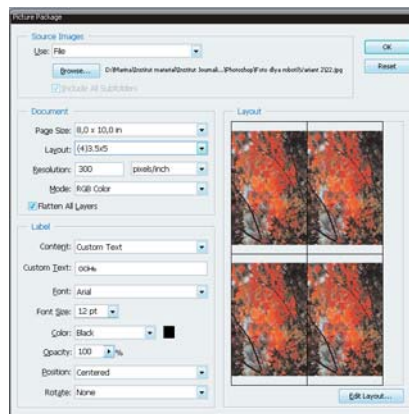 Picture Package
Source Images
Use: File
Browse...
Include All Subfolders
OK
Reset
Document
Page Size: 8,0 x 10,0 in
Layout: (4)3.5x5
Resolution: 300 pixels/inch
Mode: RGB Color
Flatten All Layers
Label
Content: Custom Text
Custom Text: осінь
Font: Arial
Font Size: 12 pt
Color: Black
Opacity: 100 %
Position: Centered
Rotate: None
Layout
Edit Layout...